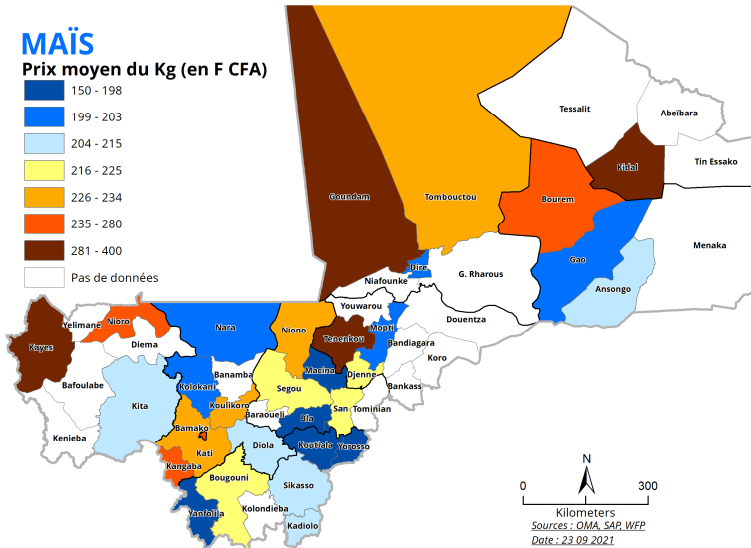 MAÏS
Prix moyen du Kg (en F CFA)
150 - 198
199 - 203
204 - 215
216 - 225
226 - 234
235 - 280
281 - 400
Pas de données
Tessalit
Abeïbara
Tin Essako
Kidal
Goundam
Tombouctou
Bourem
Menaka
Gao
Dire
G. Rharous
Niafounke
Ansongo
Youwarou
Douentza
Yelimané
Nioro
Nara
Niono
Mopti
Tenenkou
Bandiagara
Kayes
Diema
Koro
Macina
Djenne
Banamba
Bafoulabe
Kolokani
Segou
Bankass
Kita
Koulikoro
San
Tominian
Baraoueli
Bla
Bamako
Kenieba
Diola
Koutiala
Yorosso
Kati
Kangaba
Bougouni
Sikasso
Kolondieba
Yanfolila
Kadiolo
N
0
300
Kilometers
Sources : OMA, SAP, WFP
Date : 23 09 2021